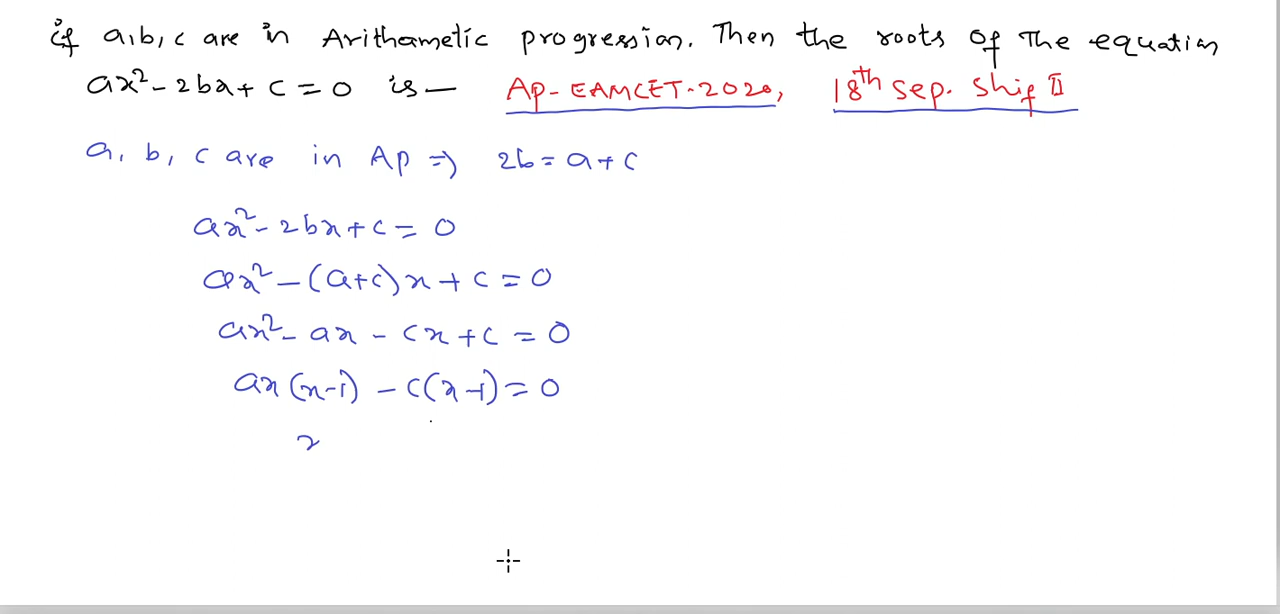 if a,b,c are in Arithametic progression. Then the roots of The equation
ax²-2bx+c=0 is — Ap-EAMCET-2020, 18th sep. Shif II
a, b, c are in Ap => 2b=a+c
ax²-2bx+c=0
ax²-(a+c)x+c=0
ax²-ax-cx+c=0
ax(x-1)-c(x-1)=0
x